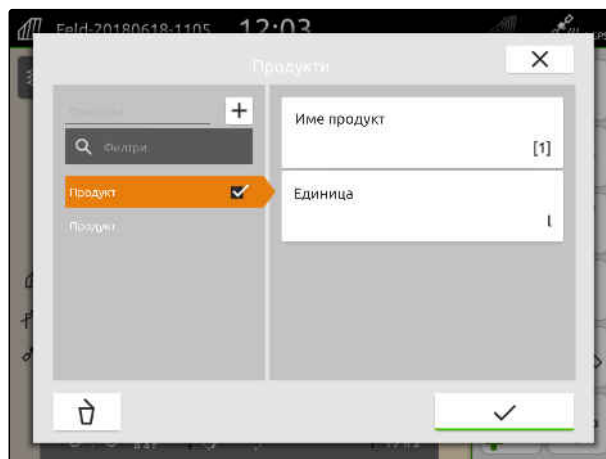 Feld-20180618-1105 12:03
Продукти
Филтри
Продукт
Продукт
Име продукт
[1]
Единица
l